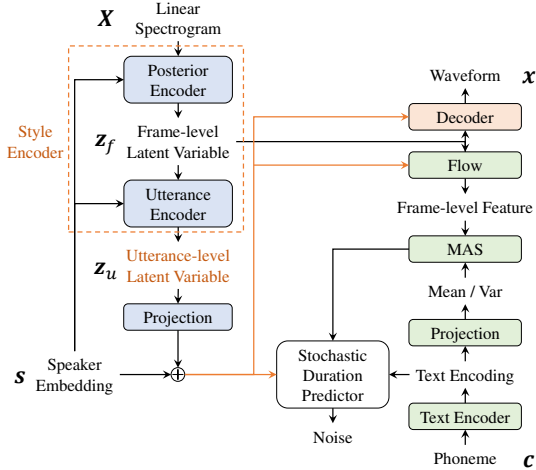 X
Linear
Spectrogram
Posterior
Encoder
Style
Encoder
z_f
Frame-level
Latent Variable
Utterance
Encoder
z_u
Utterance-level
Latent Variable
Projection
s
Speaker
Embedding
+
Stochastic
Duration
Predictor
Noise
Waveform
x
Decoder
Flow
Frame-level Feature
MAS
Mean / Var
Projection
Text Encoding
Text Encoder
Phoneme
c